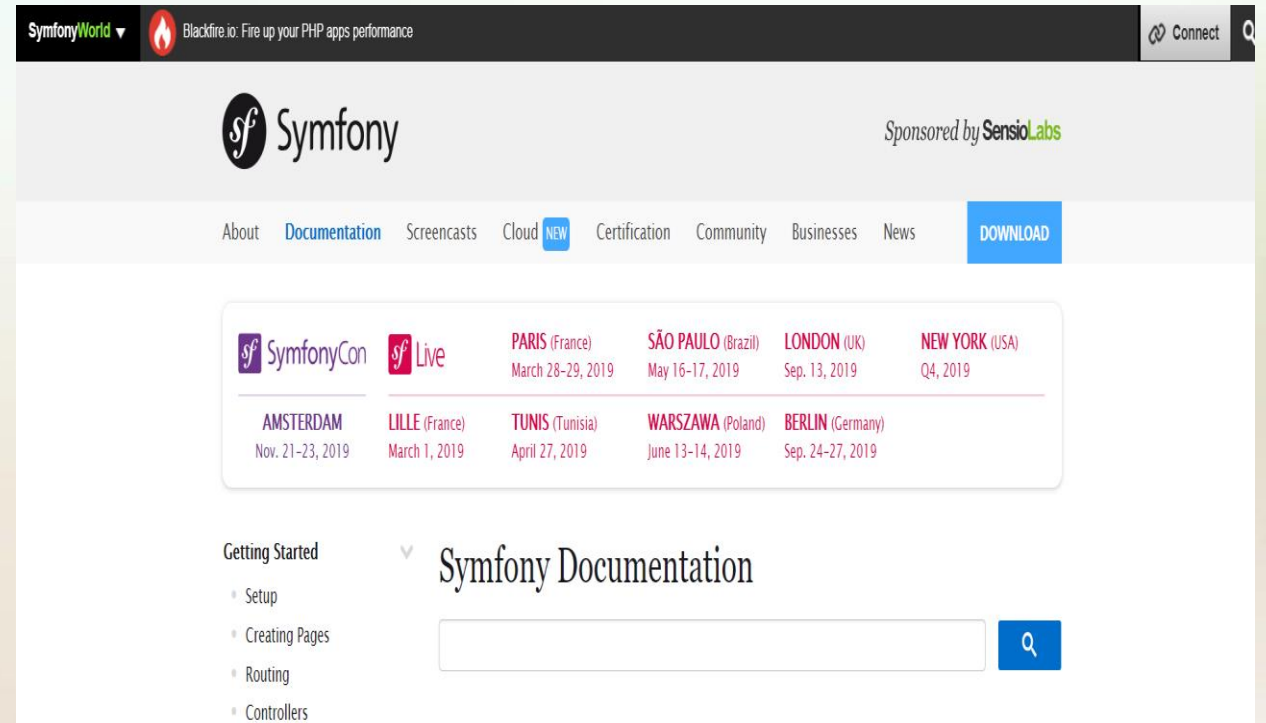 SymfonyWorld ▼ Blackfire.io: Fire up your PHP apps performance Connect
sf Symfony Sponsored by SensioLabs
About Documentation Screencasts Cloud NEW Certification Community Businesses News DOWNLOAD
sf SymfonyCon sf Live PARIS (France) SÃO PAULO (Brazil) LONDON (UK) NEW YORK (USA)
March 28-29, 2019 May 16-17, 2019 Sep. 13, 2019 Q4, 2019
AMSTERDAM LILLE (France) TUNIS (Tunisia) WARSZAWA (Poland) BERLIN (Germany)
Nov. 21-23, 2019 March 1, 2019 April 27, 2019 June 13-14, 2019 Sep. 24-27, 2019
Getting Started
Symfony Documentation
Setup
Creating Pages
Routing
Controllers